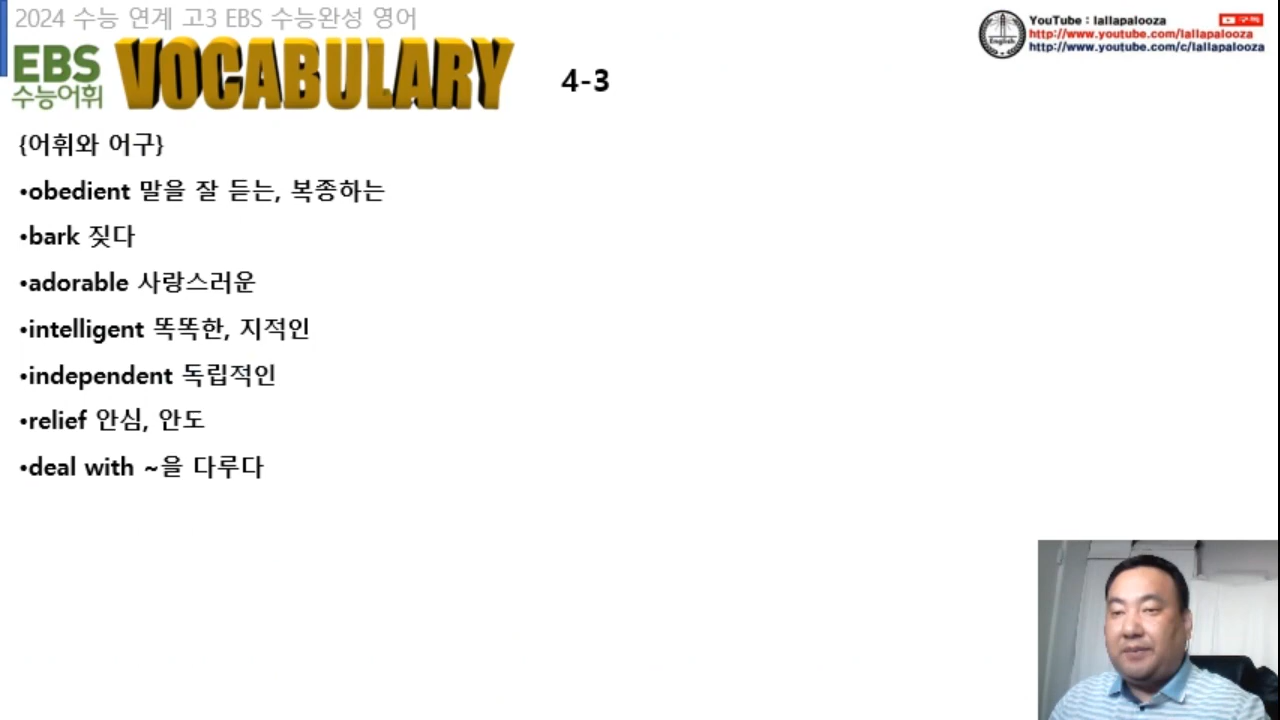 2024 수능 연계 고3 EBS 수능완성 영어
EBS
수능어휘
VOCABULARY
4-3
YouTube : lallapalooza
구독
http://www.youtube.com/lallapalooza
http://www.youtube.com/c/lallapalooza
English
{어휘와 어구}
•obedient 말을 잘 듣는, 복종하는
•bark 짖다
•adorable 사랑스러운
•intelligent 똑똑한, 지적인
•independent 독립적인
•relief 안심, 안도
•deal with ~을 다루다